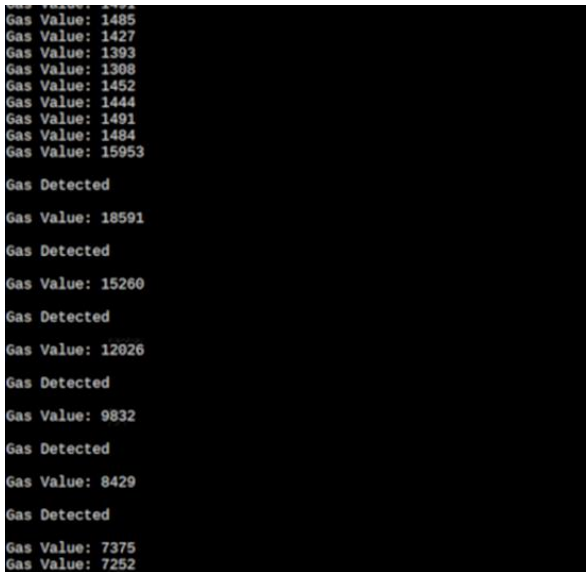 Gas Value: 1491
Gas Value: 1485
Gas Value: 1427
Gas Value: 1393
Gas Value: 1308
Gas Value: 1452
Gas Value: 1444
Gas Value: 1491
Gas Value: 1484
Gas Value: 15953
Gas Detected
Gas Value: 18591
Gas Detected
Gas Value: 15260
Gas Detected
Gas Value: 12026
Gas Detected
Gas Value: 9832
Gas Detected
Gas Value: 8429
Gas Detected
Gas Value: 7375
Gas Value: 7252